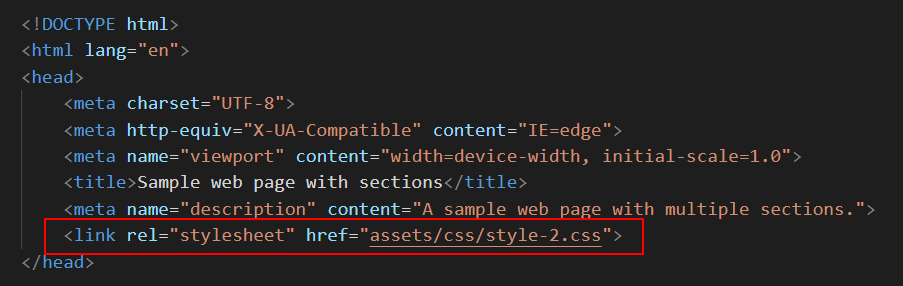 <!DOCTYPE html>
<html lang="en">
<head>
<meta charset="UTF-8">
<meta http-equiv="X-UA-Compatible" content="IE=edge">
<meta name="viewport" content="width=device-width, initial-scale=1.0">
<title>Sample web page with sections</title>
<meta name="description" content="A sample web page with multiple sections.">
<link rel="stylesheet" href="assets/css/style-2.css">
</head>